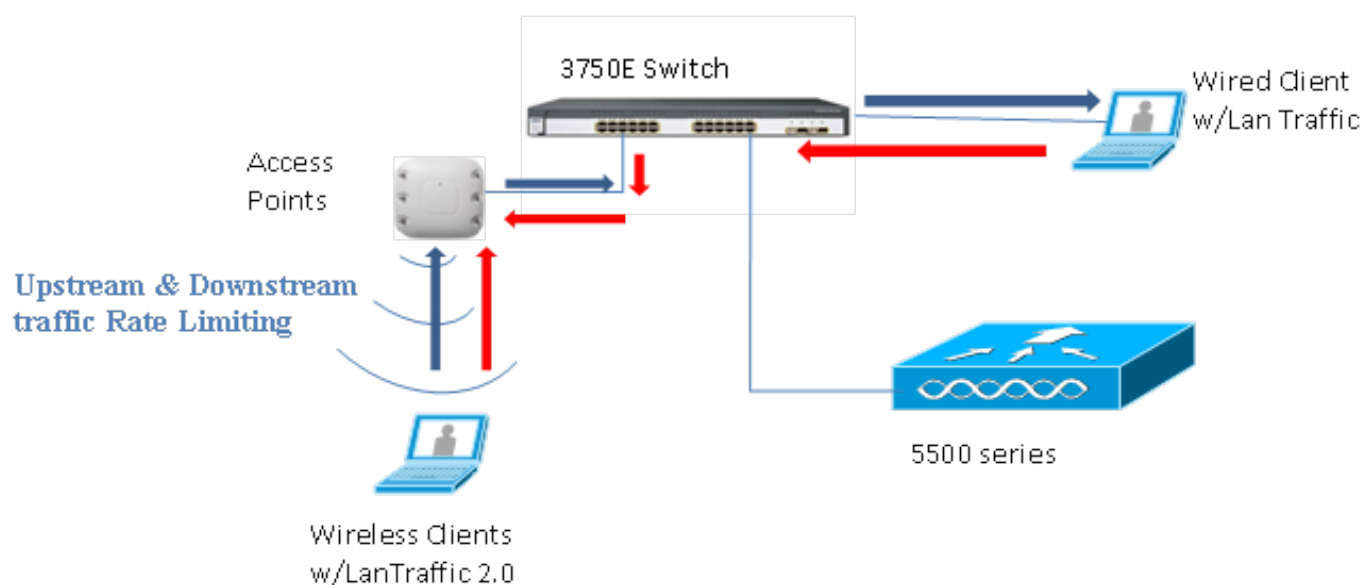 3750E Switch
Wired Client
w/Lan Traffic
Access
Points
Upstream & Downstream
traffic Rate Limiting
5500 series
Wireless Clients
w/LanTraffic 2.0